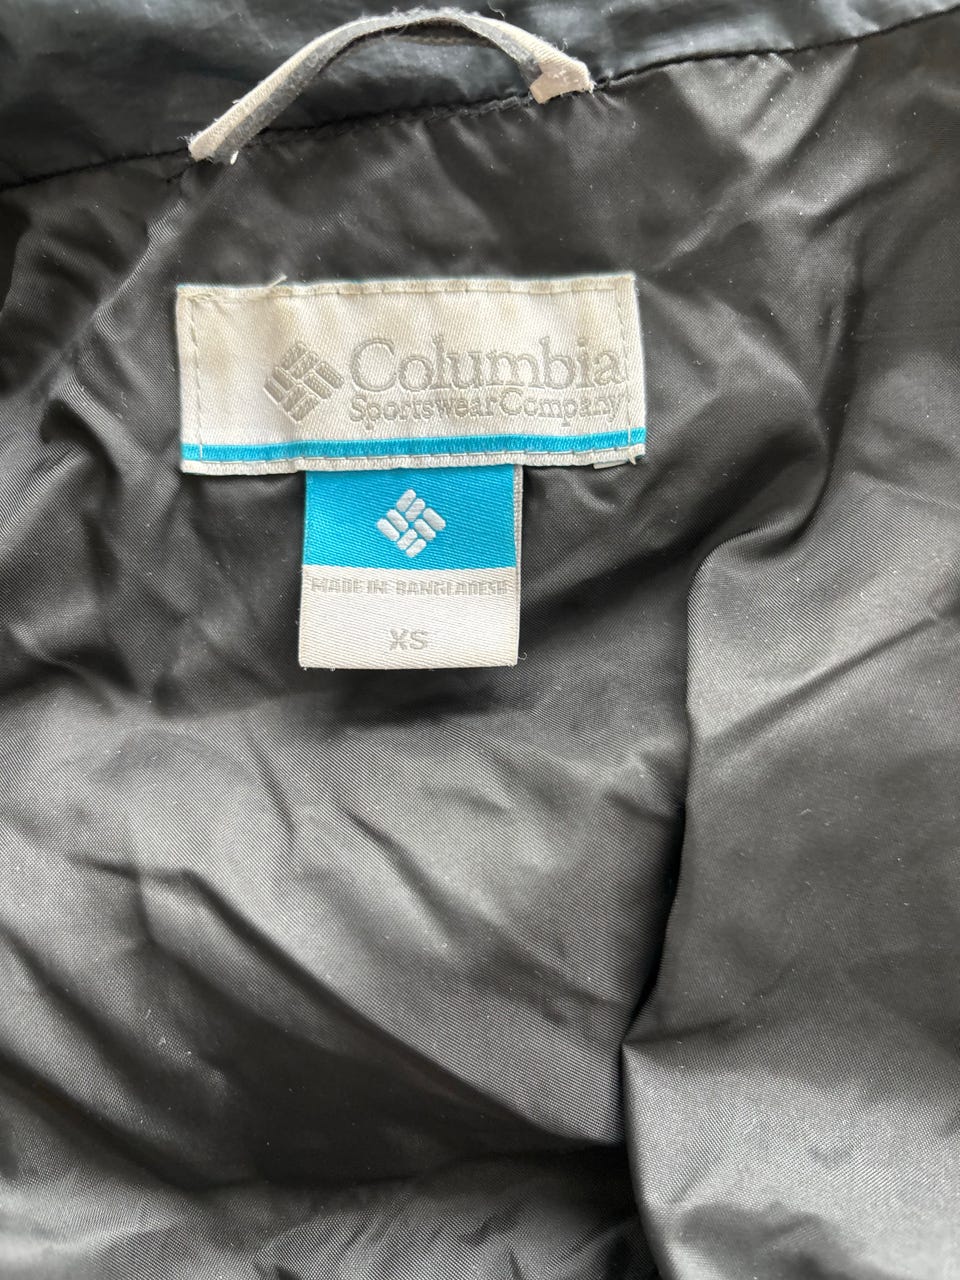 Columbia
Sportswear Company
MADE IN BANGLADESH
XS